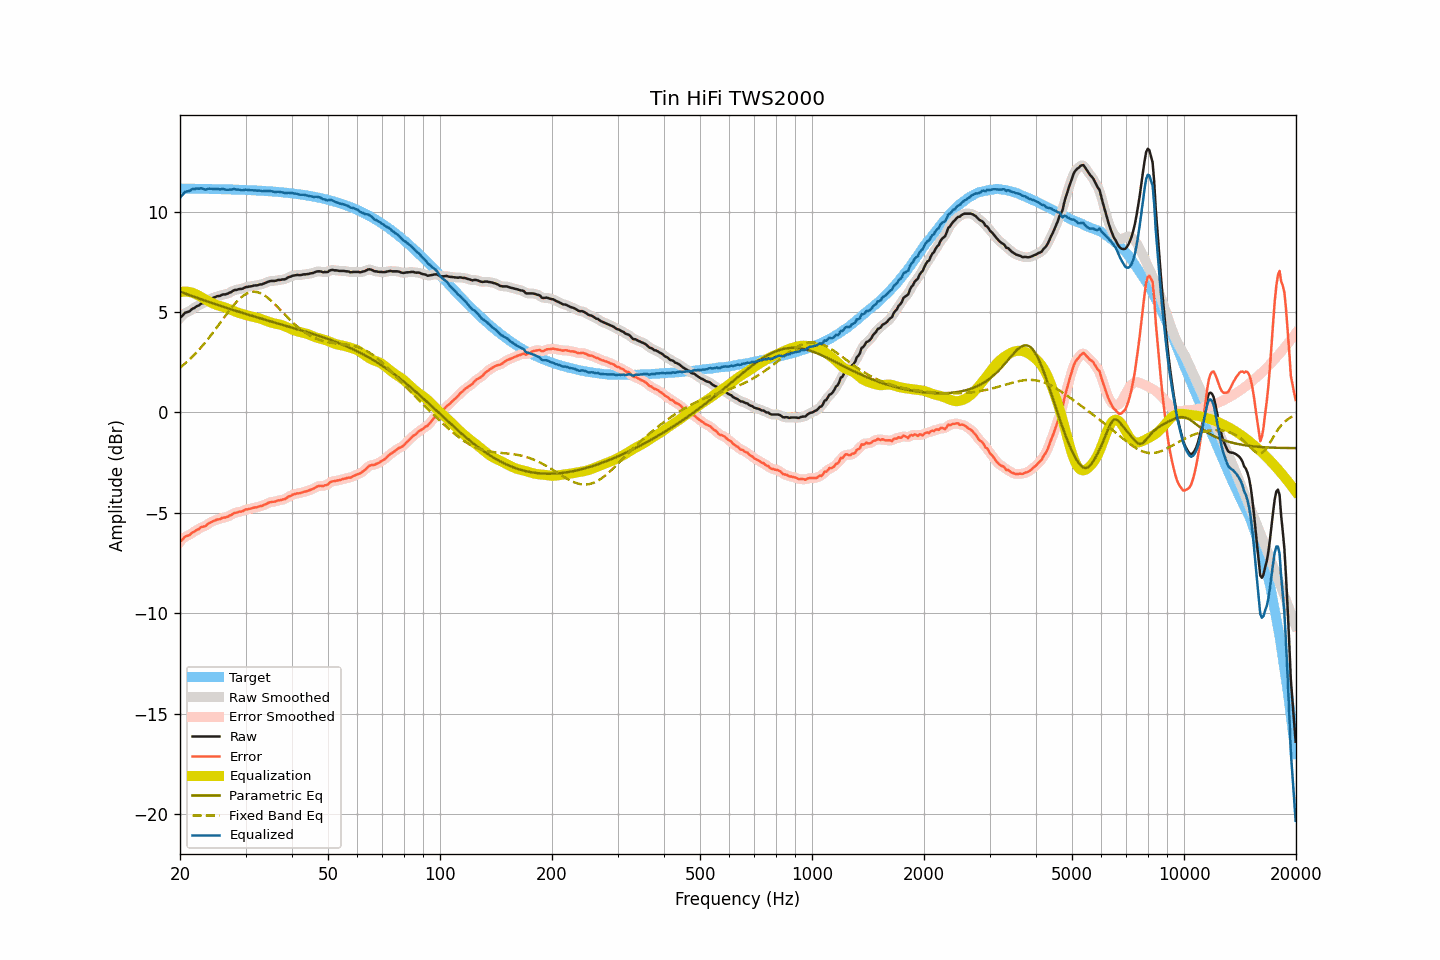 Tin HiFi TWS2000
10
5
0
−5
−10
−15
−20
Amplitude (dBr)
Target
Raw Smoothed
Error Smoothed
Raw
Error
Equalization
Parametric Eq
Fixed Band Eq
Equalized
20 50 100 200 500 1000 2000 5000 10000 20000
Frequency (Hz)